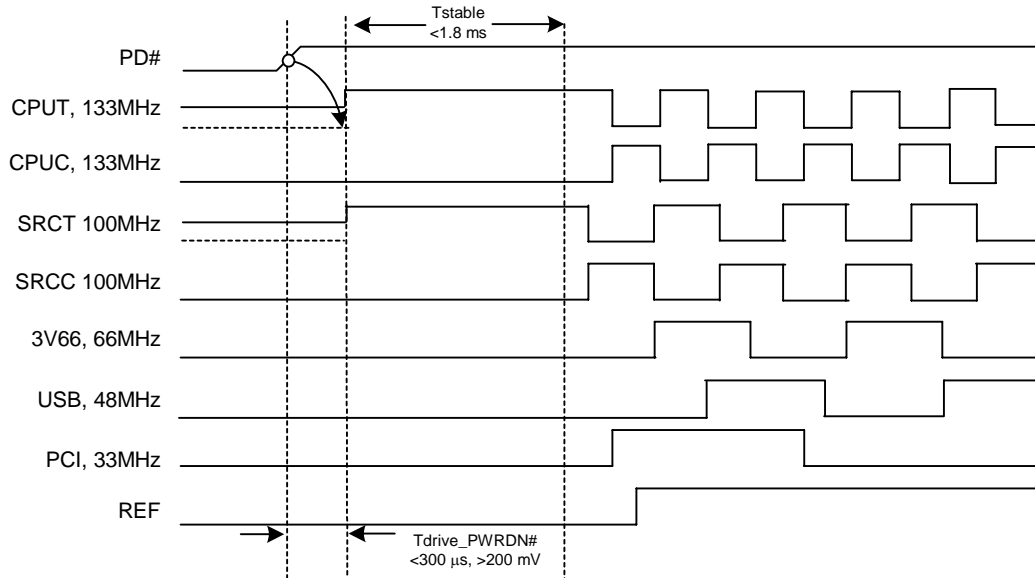 Tstable
<1.8 ms
PD#
CPUT, 133MHz
CPUC, 133MHz
SRCT 100MHz
SRCC 100MHz
3V66, 66MHz
USB, 48MHz
PCI, 33MHz
REF
Tdrive_PWRDN#
<300 µs, >200 mV